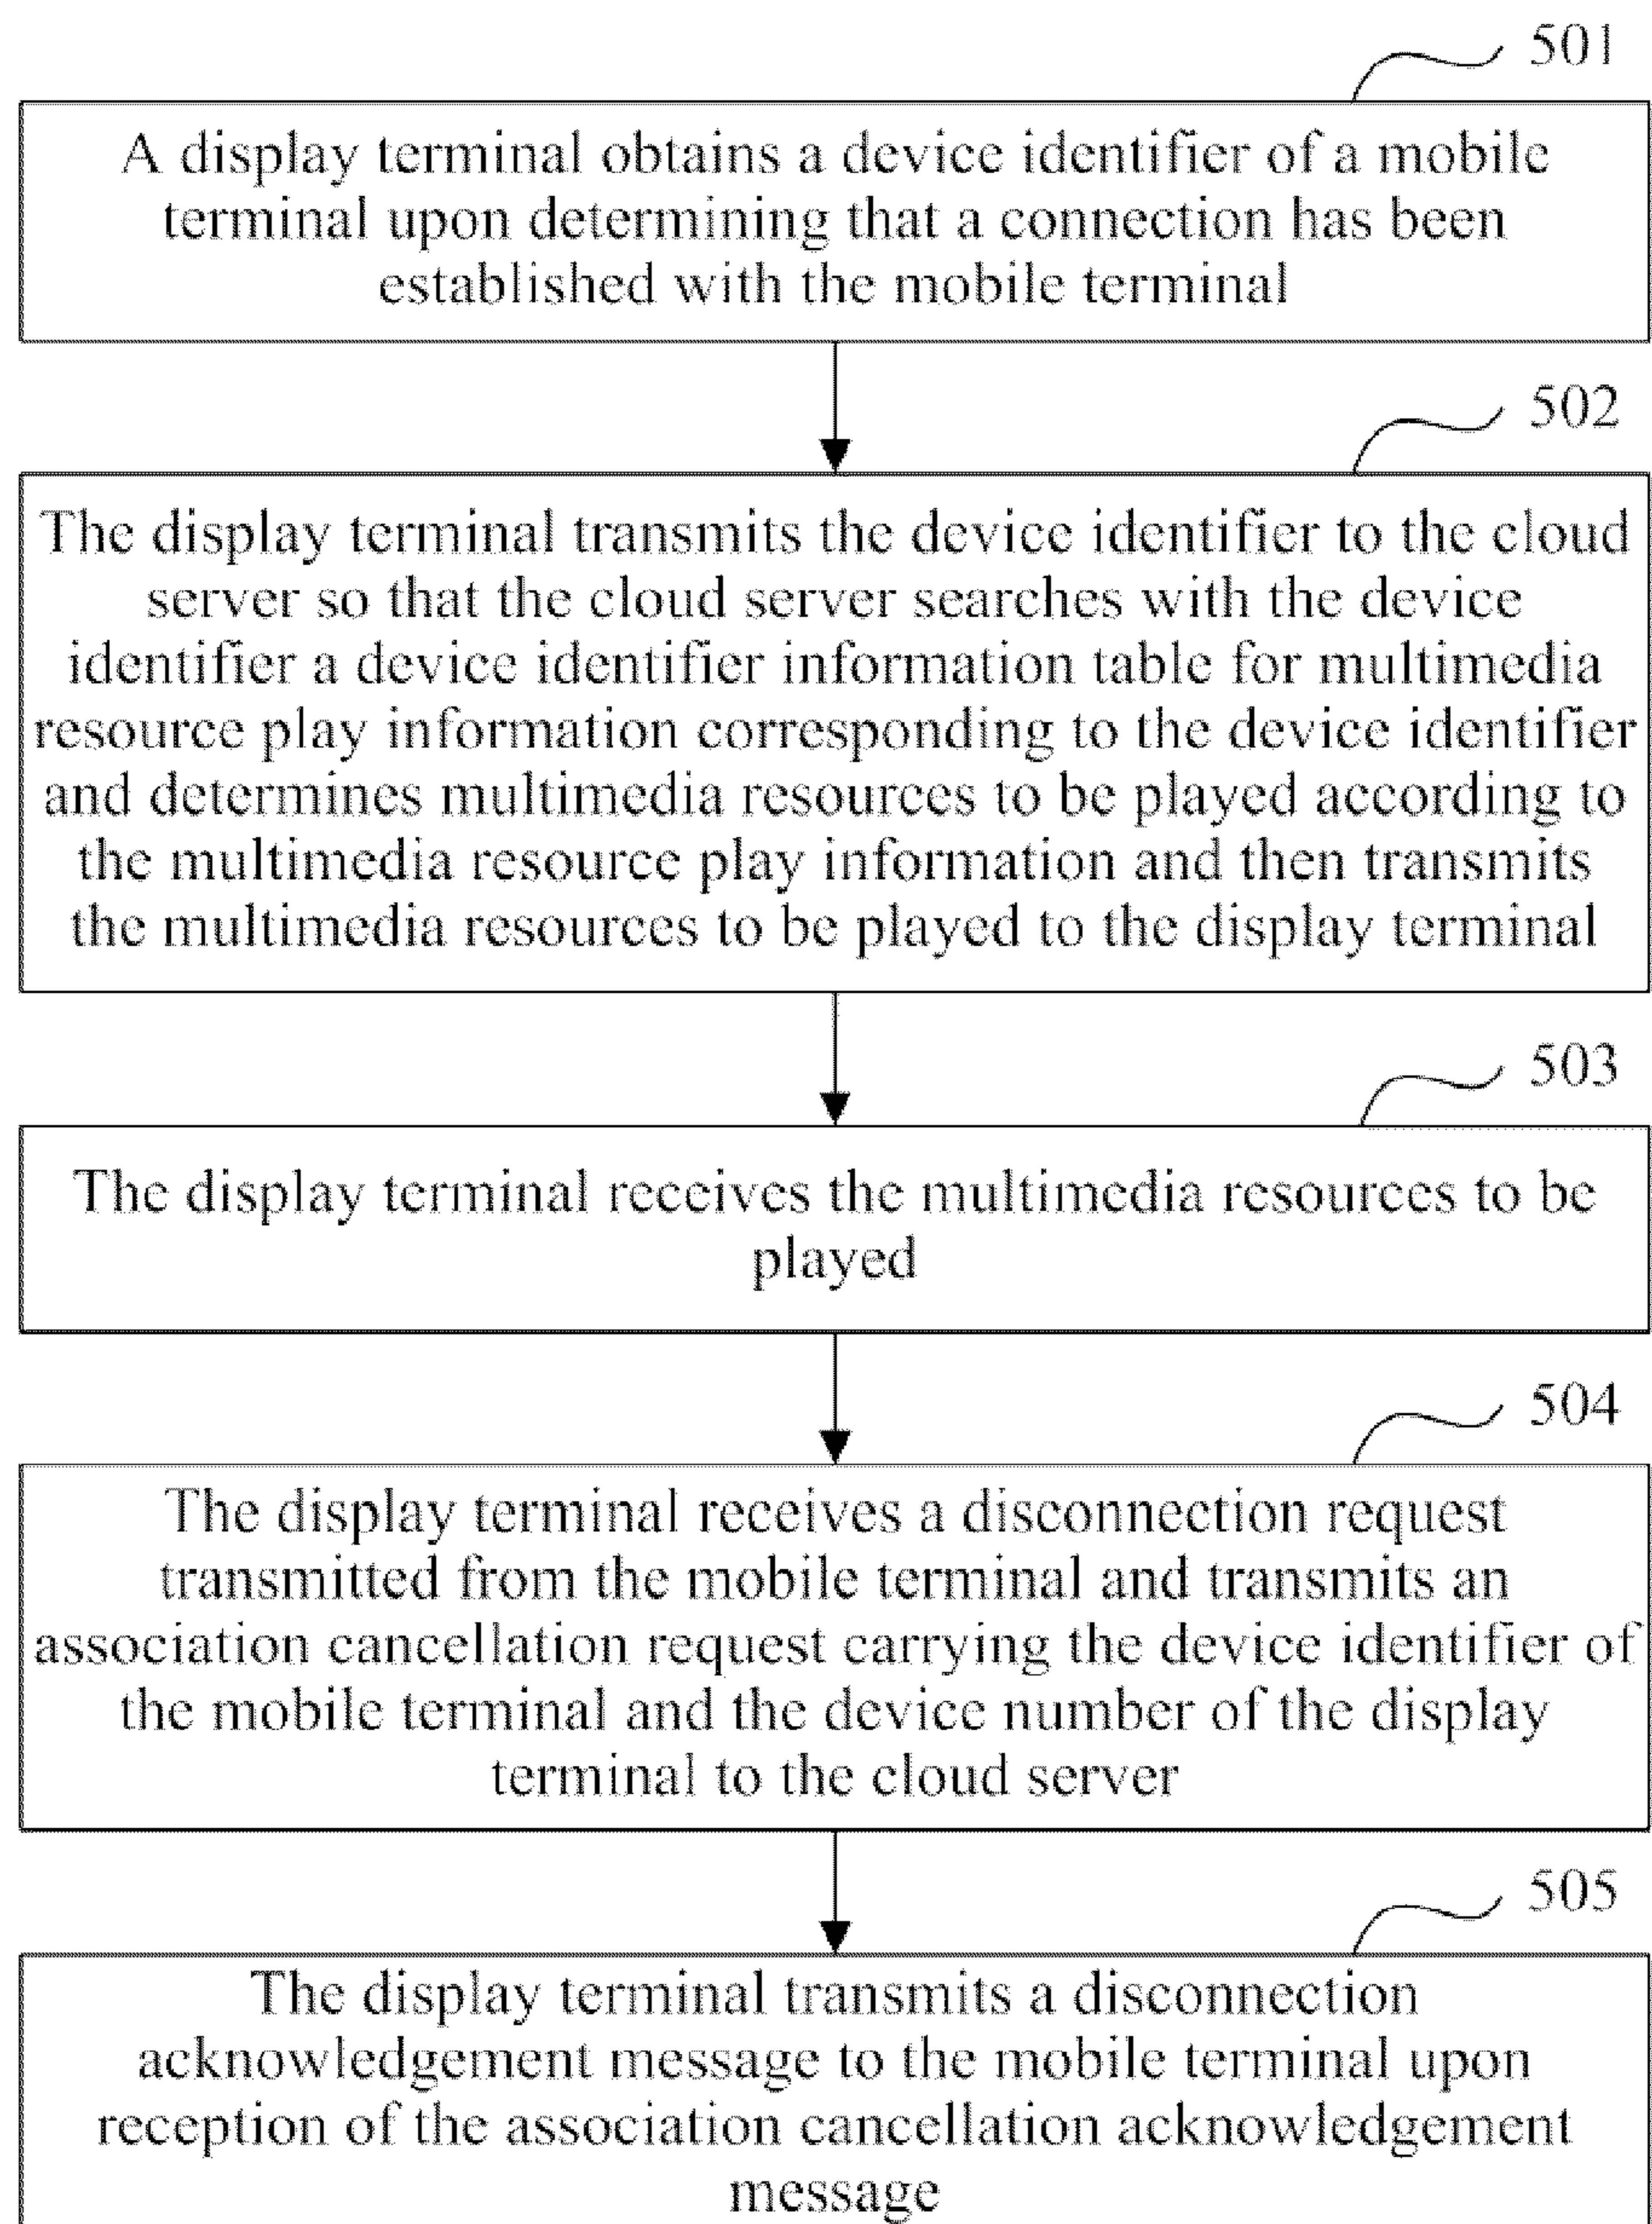 501
A display terminal obtains a device identifier of a mobile
terminal upon determining that a connection has been
established with the mobile terminal
502
The display terminal transmits the device identifier to the cloud
server so that the cloud server searches with the device
identifier a device identifier information table for multimedia
resource play information corresponding to the device identifier
and determines multimedia resources to be played according to
the multimedia resource play information and then transmits
the multimedia resources to be played to the display terminal
503
The display terminal receives the multimedia resources to be
played
504
The display terminal receives a disconnection request
transmitted from the mobile terminal and transmits an
association cancellation request carrying the device identifier of
the mobile terminal and the device number of the display
terminal to the cloud server
505
The display terminal transmits a disconnection
acknowledgement message to the mobile terminal upon
reception of the association cancellation acknowledgement
message